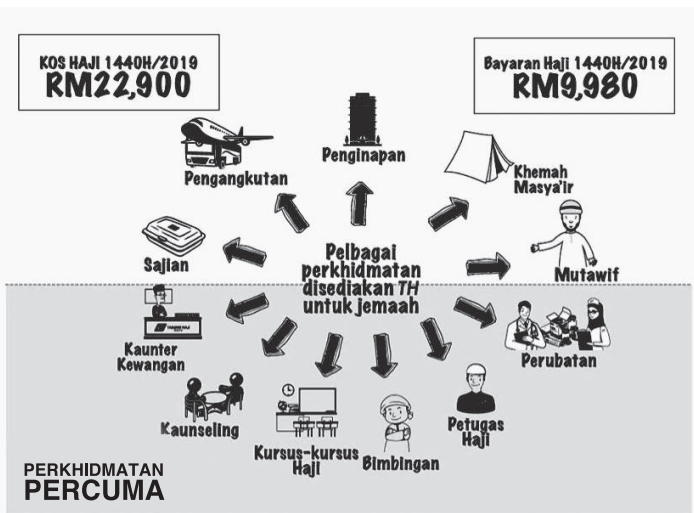 KOS HAJI 1440H/2019
RM22,900
Bayaran Haji 1440H/2019
RM9,980
Pengangkutan
Penginapan
Khemah
Masya'ir
Sajian
Pelbagai
perkhidmatan
disediakan TH
untuk jemaah
Mutawif
Kaunter
Kewangan
Perubatan
Kaunseling
Kursus-kursus
Haji
Bimbingan
Petugas
Haji
PERKHIDMATAN
PERCUMA